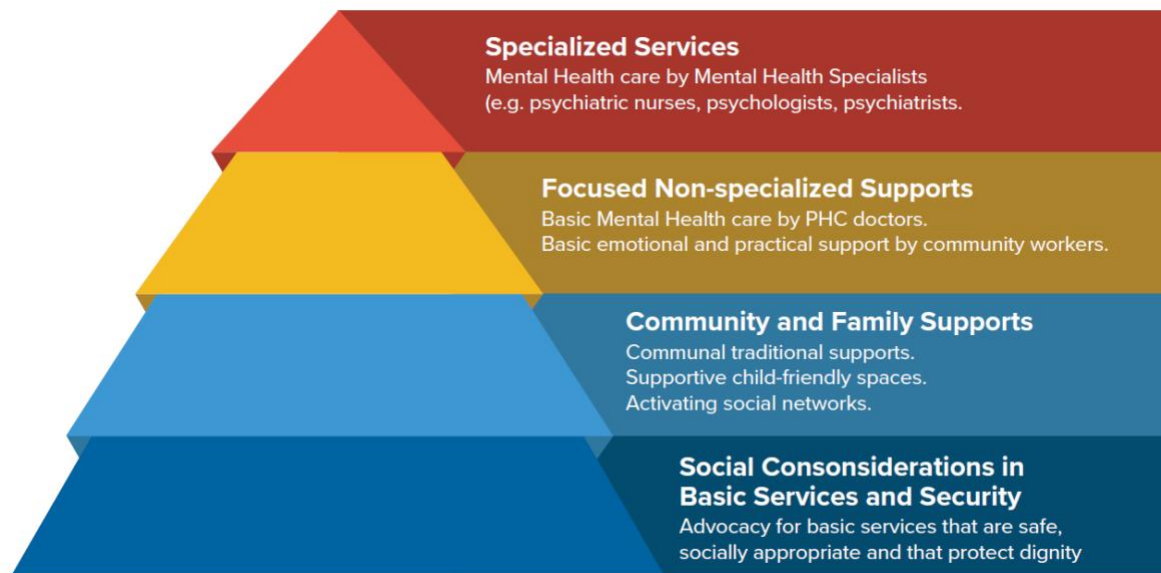 Specialized Services
Mental Health care by Mental Health Specialists
(e.g. psychiatric nurses, psychologists, psychiatrists.
Focused Non-specialized Supports
Basic Mental Health care by PHC doctors.
Basic emotional and practical support by community workers.
Community and Family Supports
Communal traditional supports.
Supportive child-friendly spaces.
Activating social networks.
Social Consonsiderations in
Basic Services and Security
Advocacy for basic services that are safe,
socially appropriate and that protect dignity